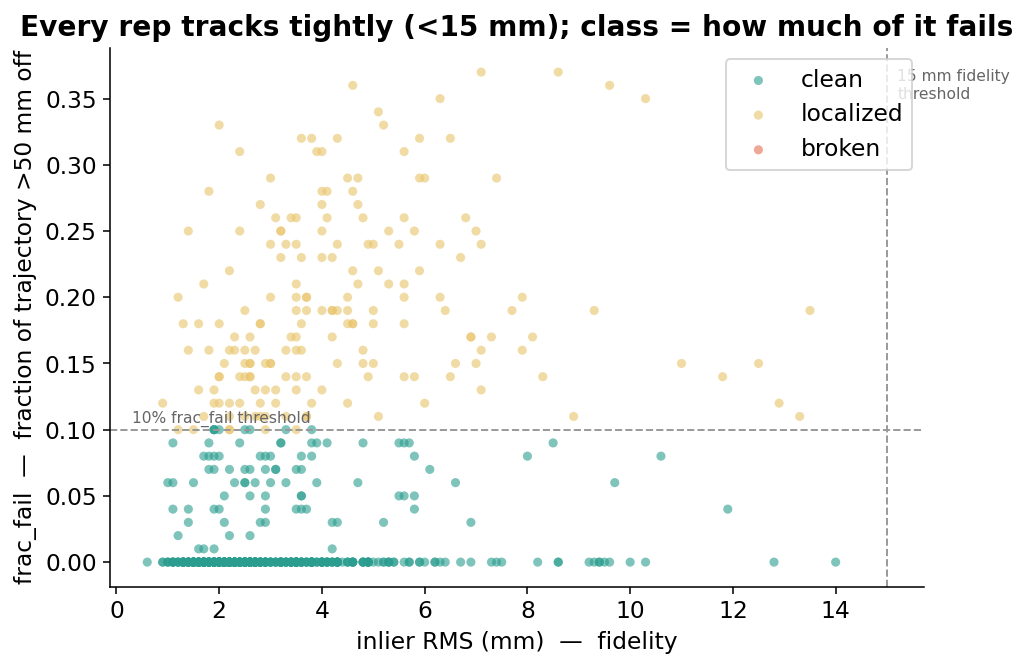 Every rep tracks tightly (<15 mm); class = how much of it fails
frac_fail — fraction of trajectory >50 mm off
0.35
0.30
0.25
0.20
0.15
0.10
0.05
0.00
clean
localized
broken
15 mm fidelity
threshold
10% frac_fail threshold
0
2
4
6
8
10
12
14
inlier RMS (mm) — fidelity